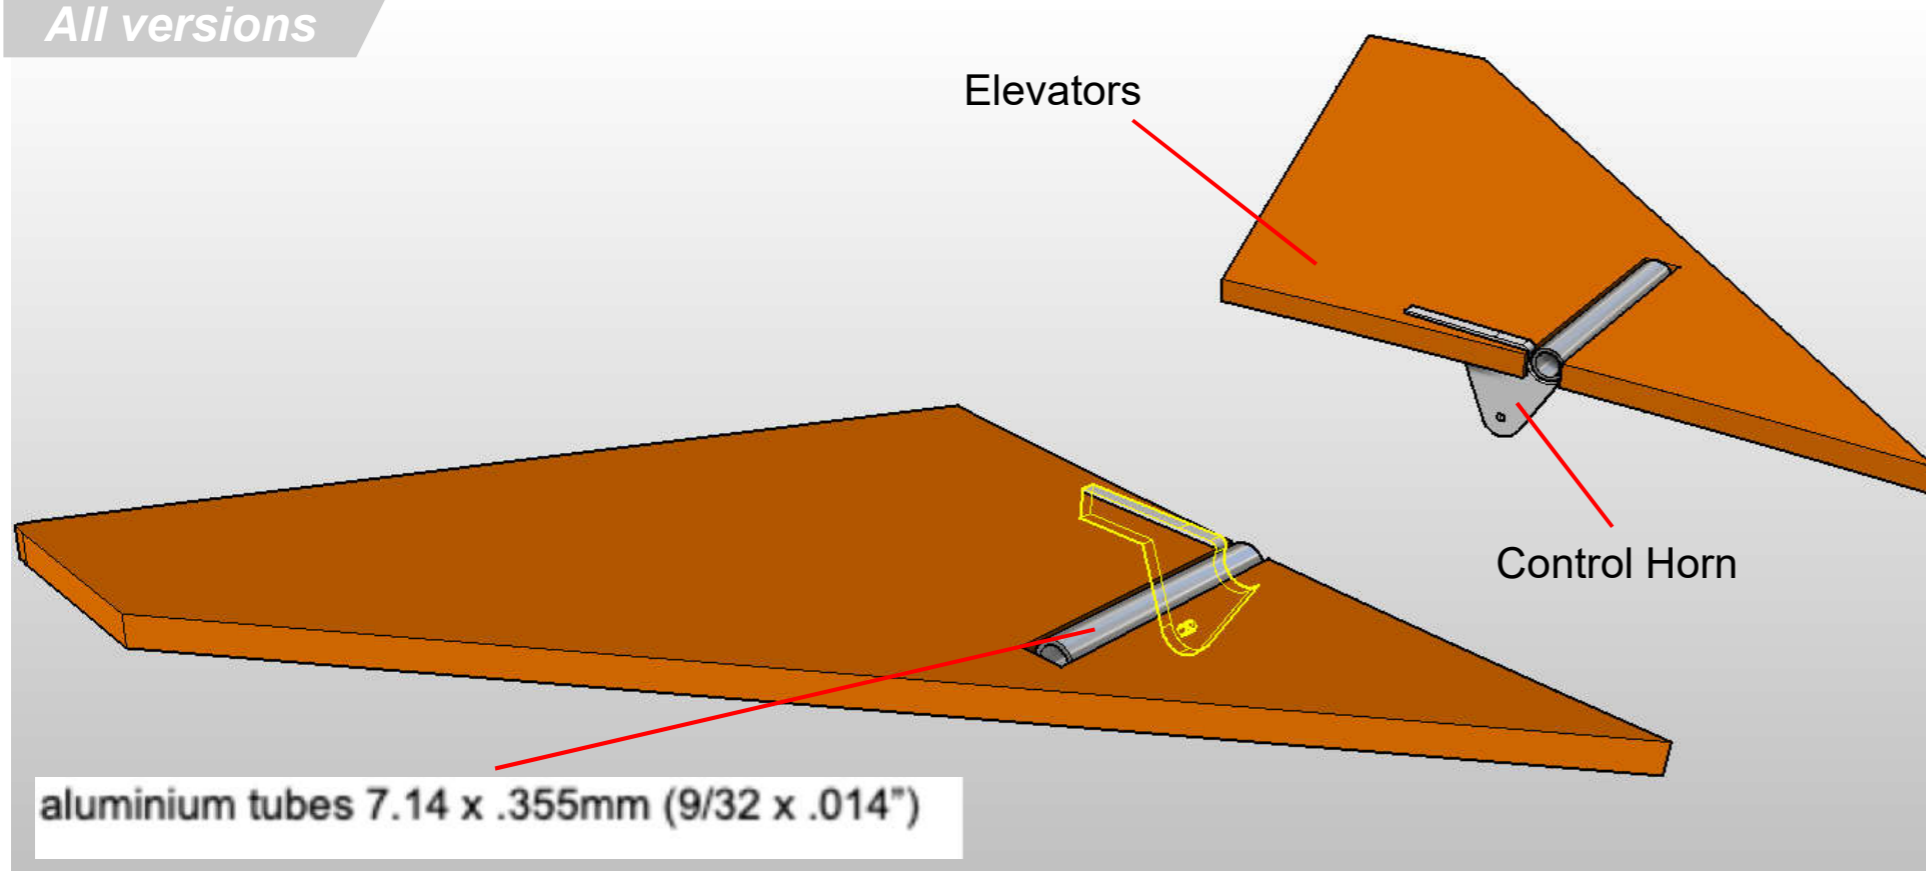 All versions
Elevators
Control Horn
aluminium tubes 7.14 x .355mm (9/32 x .014”)